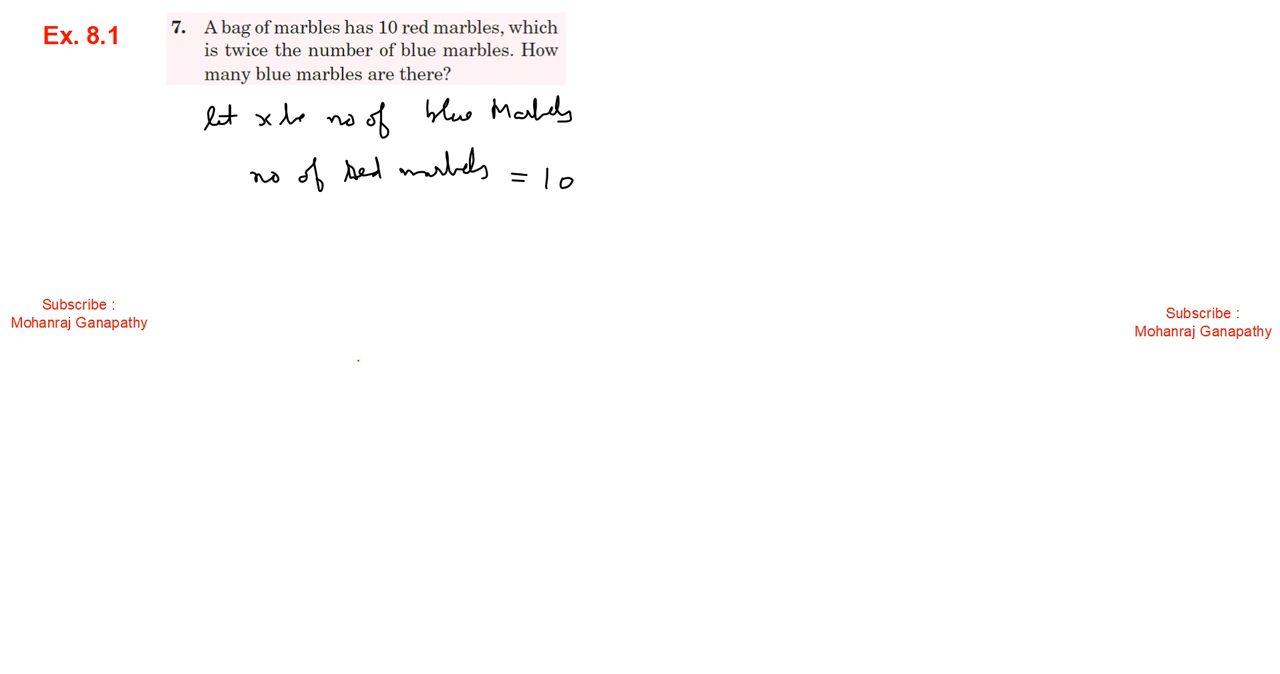 Ex. 8.1
7. A bag of marbles has 10 red marbles, which
is twice the number of blue marbles. How
many blue marbles are there?
let x be no of blue Marbels
no of red marbels = 10
Subscribe :
Mohanraj Ganapathy
Subscribe :
Mohanraj Ganapathy